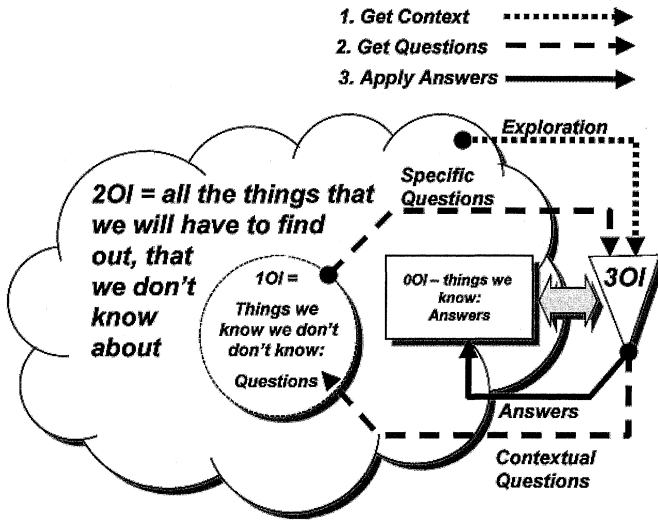 1. Get Context
2. Get Questions
3. Apply Answers
Exploration
Specific
Questions
2OI = all the things that
we will have to find
out, that
we don't
know
about
1OI =
Things we
know we don't
don't know:
Questions
0OI – things we
know:
Answers
3OI
Answers
Contextual
Questions